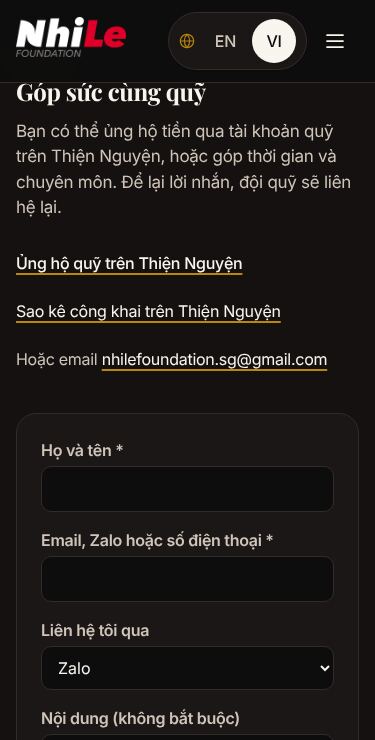 NhiLe
FOUNDATION
EN
VI
Góp sức cùng quỹ
Bạn có thể ủng hộ tiền qua tài khoản quỹ
trên Thiện Nguyện, hoặc góp thời gian và
chuyên môn. Để lại lời nhắn, đội quỹ sẽ liên
hệ lại.
Ủng hộ quỹ trên Thiện Nguyện
Sao kê công khai trên Thiện Nguyện
Hoặc email nhilefoundation.sg@gmail.com
Họ và tên *
Email, Zalo hoặc số điện thoại *
Liên hệ tôi qua
Zalo
Nội dung (không bắt buộc)